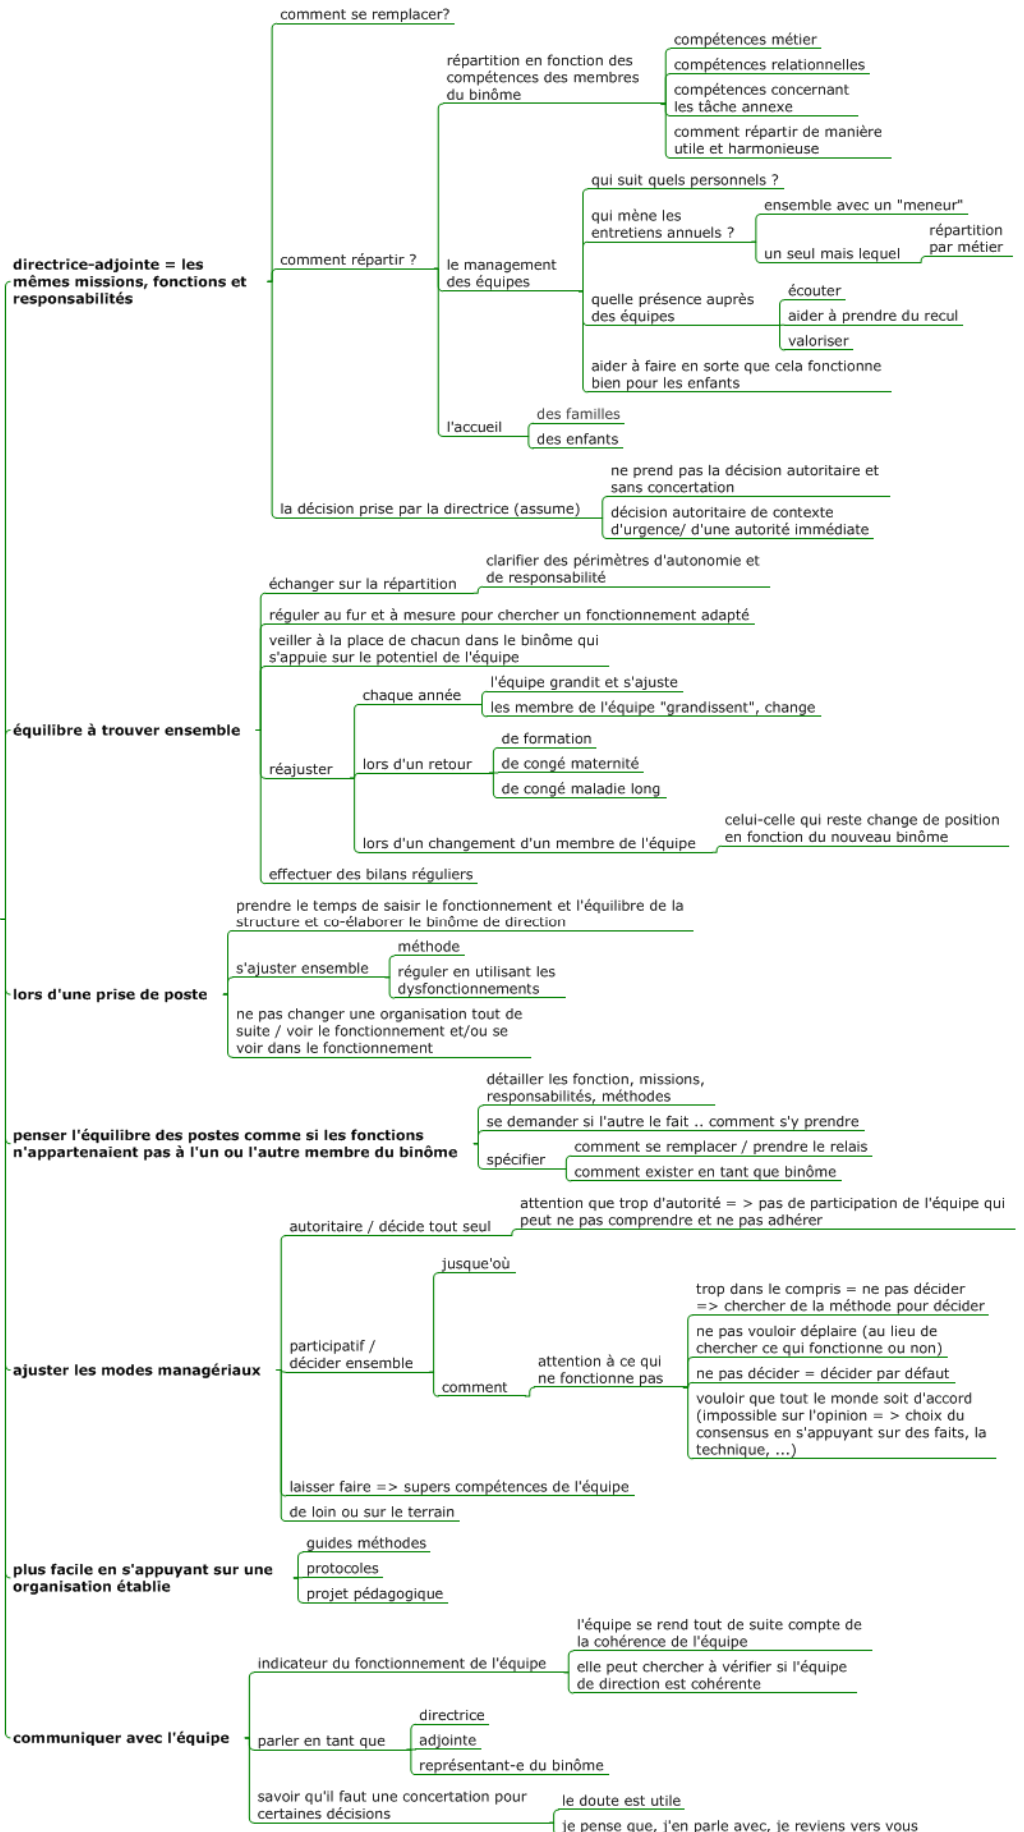 directrice-adjointe = les
mêmes missions, fonctions et
responsabilités
comment se remplacer?
comment répartir ?
répartition en fonction des
compétences des membres
du binôme
compétences métier
compétences relationnelles
compétences concernant
les tâche annexe
comment répartir de manière
utile et harmonieuse
le management
des équipes
qui suit quels personnels ?
qui mène les
entretiens annuels ?
ensemble avec un "meneur"
un seul mais lequel
répartition
par métier
quelle présence auprès
des équipes
écouter
aider à prendre du recul
valoriser
aider à faire en sorte que cela fonctionne
bien pour les enfants
l'accueil
des familles
des enfants
la décision prise par la directrice (assume)
ne prend pas la décision autoritaire et
sans concertation
décision autoritaire de contexte
d'urgence/ d'une autorité immédiate
équilibre à trouver ensemble
échanger sur la répartition
clarifier des périmètres d'autonomie et
de responsabilité
réguler au fur et à mesure pour chercher un fonctionnement adapté
veiller à la place de chacun dans le binôme qui
s'appuie sur le potentiel de l'équipe
réajuster
chaque année
l'équipe grandit et s'ajuste
les membre de l'équipe "grandissent", change
lors d'un retour
de formation
de congé maternité
de congé maladie long
lors d'un changement d'un membre de l'équipe
celui-celle qui reste change de position
en fonction du nouveau binôme
effectuer des bilans réguliers
lors d'une prise de poste
prendre le temps de saisir le fonctionnement et l'équilibre de la
structure et co-élaborer le binôme de direction
s'ajuster ensemble
méthode
réguler en utilisant les
dysfonctionnements
ne pas changer une organisation tout de
suite / voir le fonctionnement et/ou se
voir dans le fonctionnement
penser l'équilibre des postes comme si les fonctions
n'appartenaient pas à l'un ou l'autre membre du binôme
détailler les fonction, missions,
responsabilités, méthodes
se demander si l'autre le fait .. comment s'y prendre
spécifier
comment se remplacer / prendre le relais
comment exister en tant que binôme
ajuster les modes managériaux
autoritaire / décide tout seul
attention que trop d'autorité = > pas de participation de l'équipe qui
peut ne pas comprendre et ne pas adhérer
participatif /
décider ensemble
jusque'où
comment
attention à ce qui
ne fonctionne pas
trop dans le compris = ne pas décider
=> chercher de la méthode pour décider
ne pas vouloir déplaire (au lieu de
chercher ce qui fonctionne ou non)
ne pas décider = décider par défaut
vouloir que tout le monde soit d'accord
(impossible sur l'opinion = > choix du
consensus en s'appuyant sur des faits, la
technique, ...)
laisser faire => supers compétences de l'équipe
de loin ou sur le terrain
plus facile en s'appuyant sur une
organisation établie
guides méthodes
protocoles
projet pédagogique
communiquer avec l'équipe
indicateur du fonctionnement de l'équipe
l'équipe se rend tout de suite compte de
la cohérence de l'équipe
elle peut chercher à vérifier si l'équipe
de direction est cohérente
parler en tant que
directrice
adjointe
représentant-e du binôme
savoir qu'il faut une concertation pour
certaines décisions
le doute est utile
je pense que, j'en parle avec, je reviens vers vous